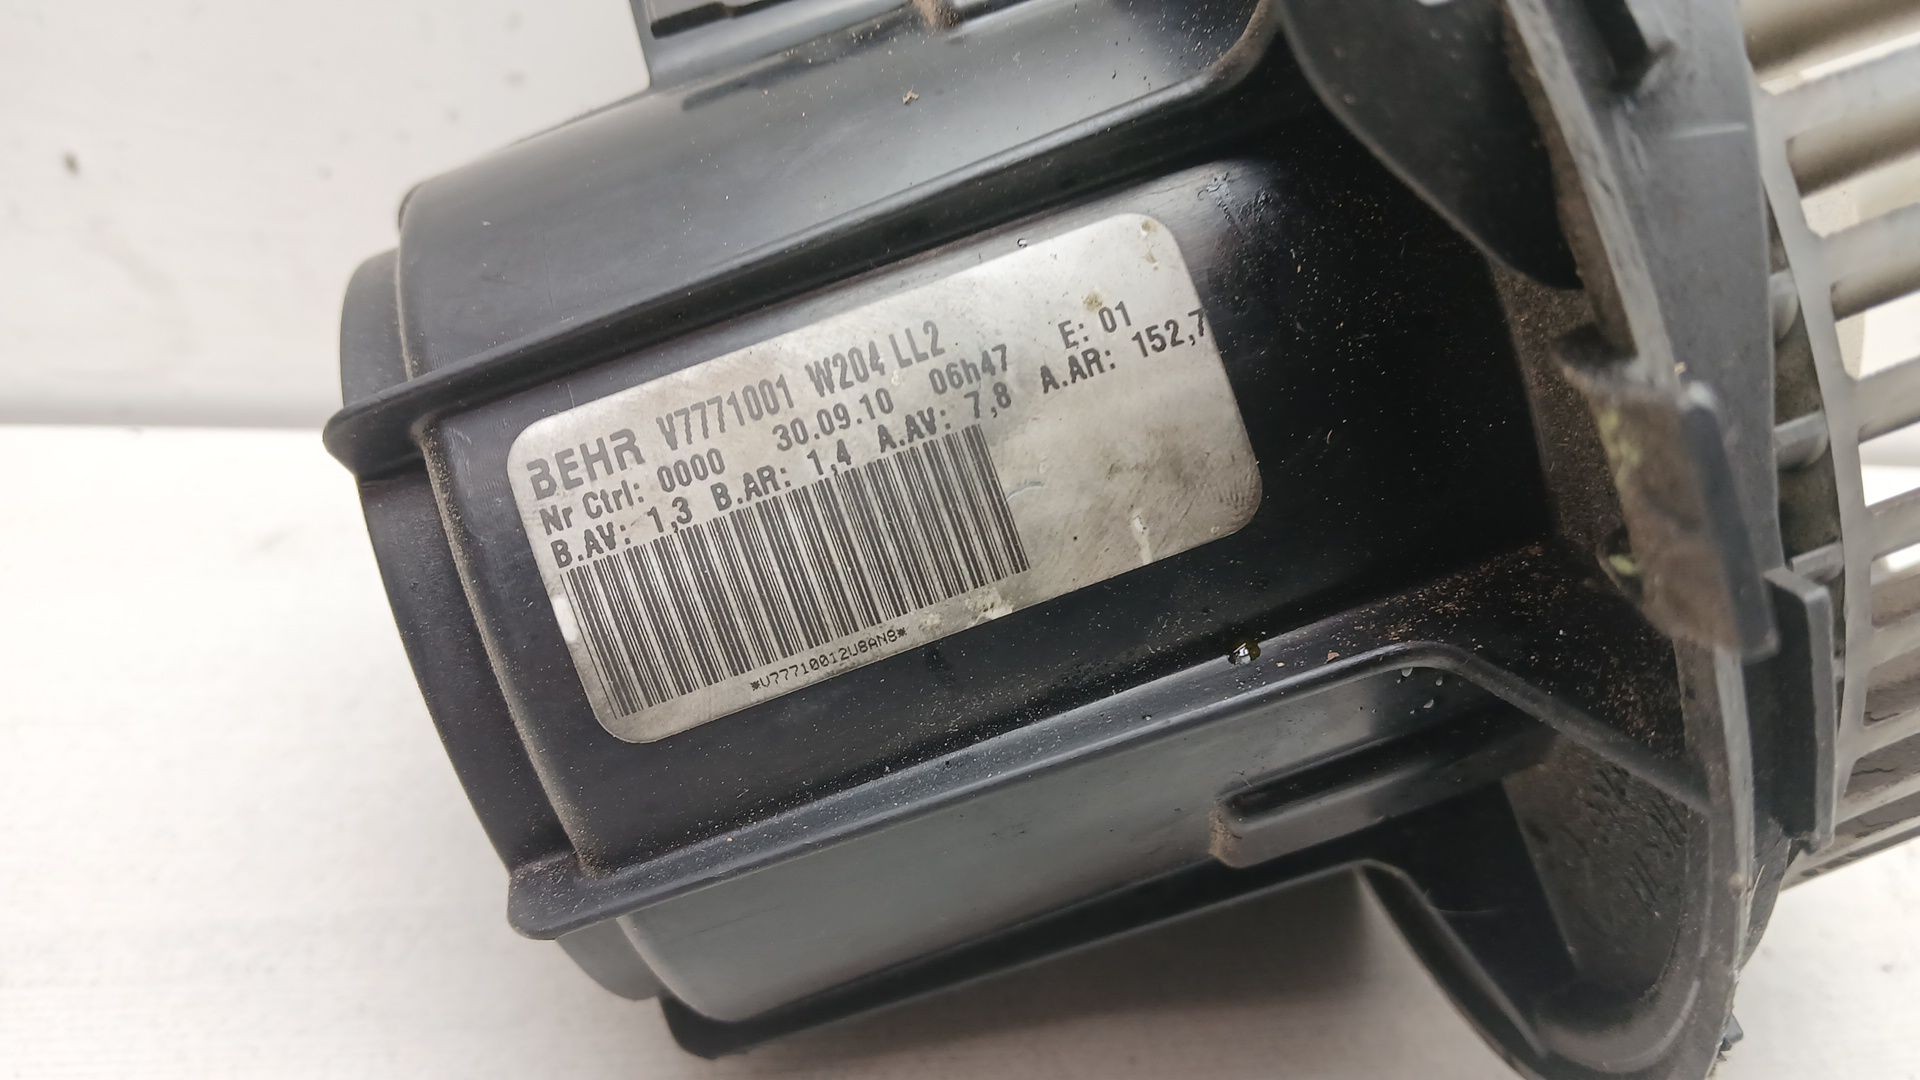 BEHR V7771001 W204 LL2 E: 01
Nr Ctrl: 0000 30.09.10 06h47
B.AV: 1,3 B.AR: 1,4 A.AV: 7,8 A.AR: 152,7
*V77710012U8AN8*